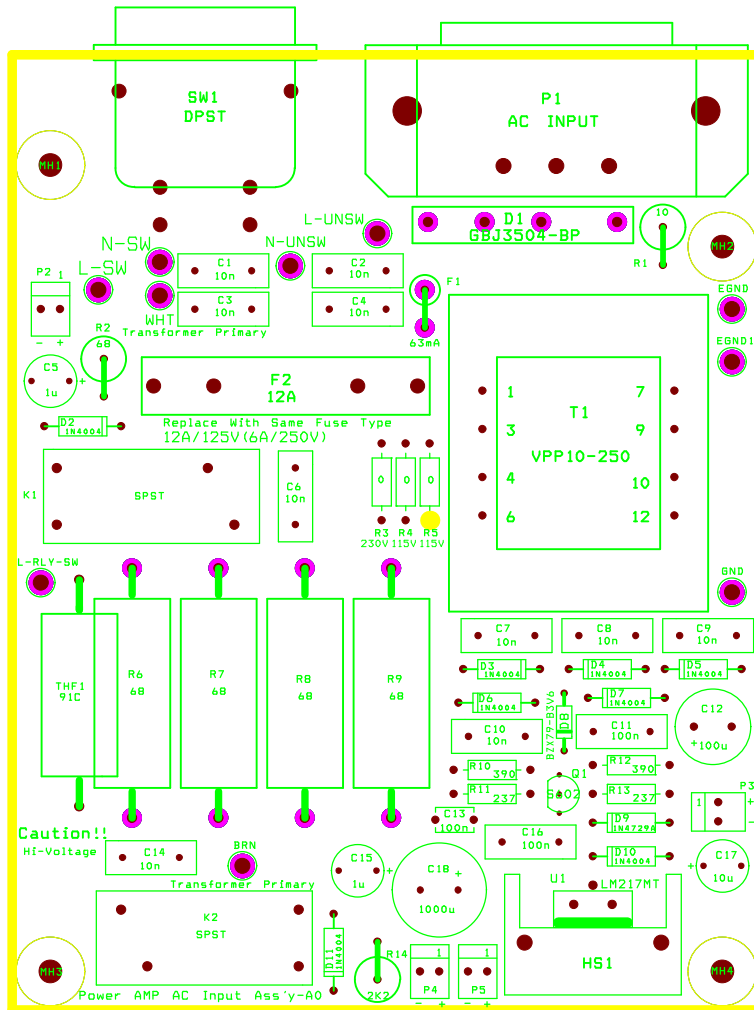 SW1
DPST
P1
AC INPUT
MH1
L-UNSW
D1
GBJ3504-BP
10
R1
MH2
N-SW
N-UNSW
L-SW
P2
1
- +
WHT
C1
10n
C2
10n
C3
10n
C4
10n
Transformer Primary
F1
63mA
EGND
EGND1
R2
68
C5
+
1u
F2
12A
Replace With Same Fuse Type
12A/125V(6A/250V)
D2
1N4004
T1
VPP10-250
1
3
4
6
7
9
10
12
K1
SPST
C6
10n
0
0
0
R3
R4
R5
230V
115V
115V
L-RLY-SW
GND
THF1
91C
R6
68
R7
68
R8
68
R9
68
C7
10n
C8
10n
C9
10n
D3
1N4004
D4
1N4004
D5
1N4004
D6
1N4004
D7
1N4004
BZX79-B3V6
D8
C10
10n
C11
100n
C12
+100u
R10
390
R12
390
Q1
R11
237
R13
237
P3
1
+
-
C13
100n
D9
1N4729A
Caution!!
Hi-Voltage
C14
10n
BRN
Transformer Primary
C15
+
1u
C16
100n
D10
1N4004
C17
+
10u
C18
+
1000u
U1
LM217MT
HS1
K2
SPST
D11
1N4004
R14
2K2
1
P4
- +
1
P5
- +
MH3
MH4
Power AMP AC Input Ass'y-A0